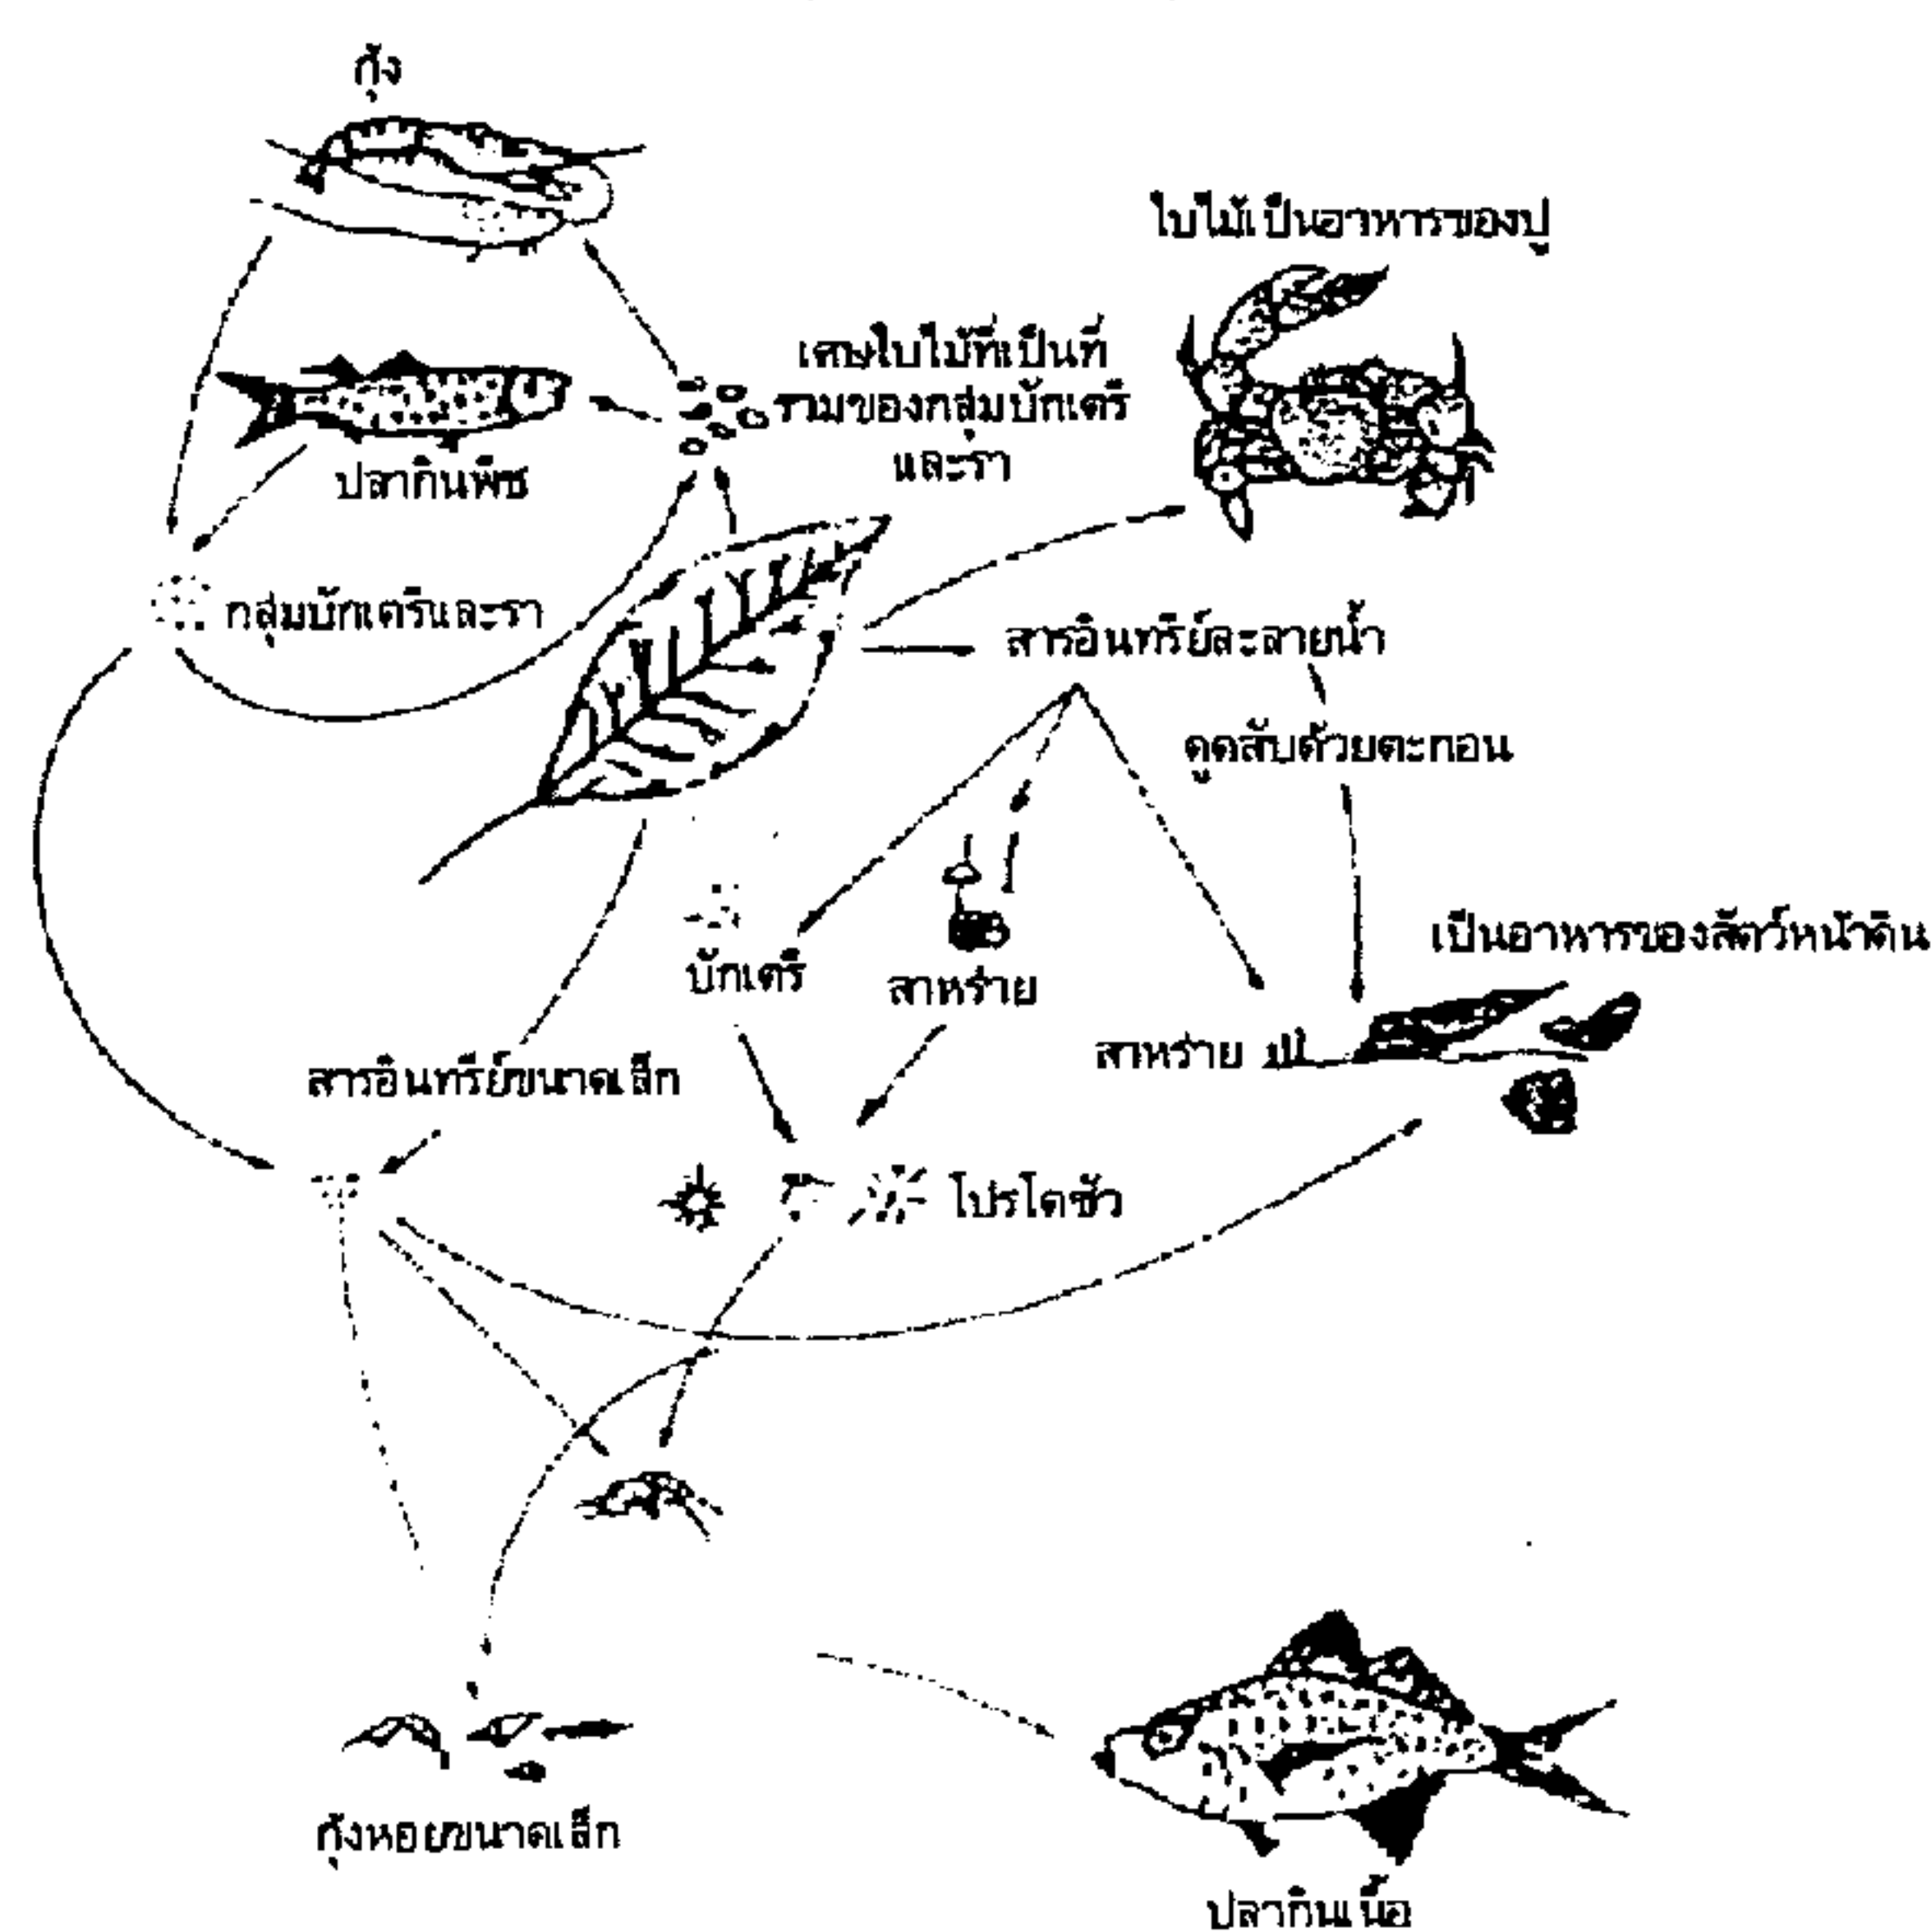 กุ้ง
ใบไม้เป็นอาหารของปู
เศษใบไม้ที่เป็นที่
รวมของกลุ่มบักเตรี
และรา
ปลากินพืช
กลุ่มบักเตรีและรา
สารอินทรีย์ละลายน้ำ
ดูดสับด้วยตะกอน
เป็นอาหารของสัตว์หน้าดิน
บักเตรี
สาหร่าย
สาหร่าย
สารอินทรีย์ขนาดเล็ก
โปรโตซัว
กุ้งหอยขนาดเล็ก
ปลากินเนื้อ